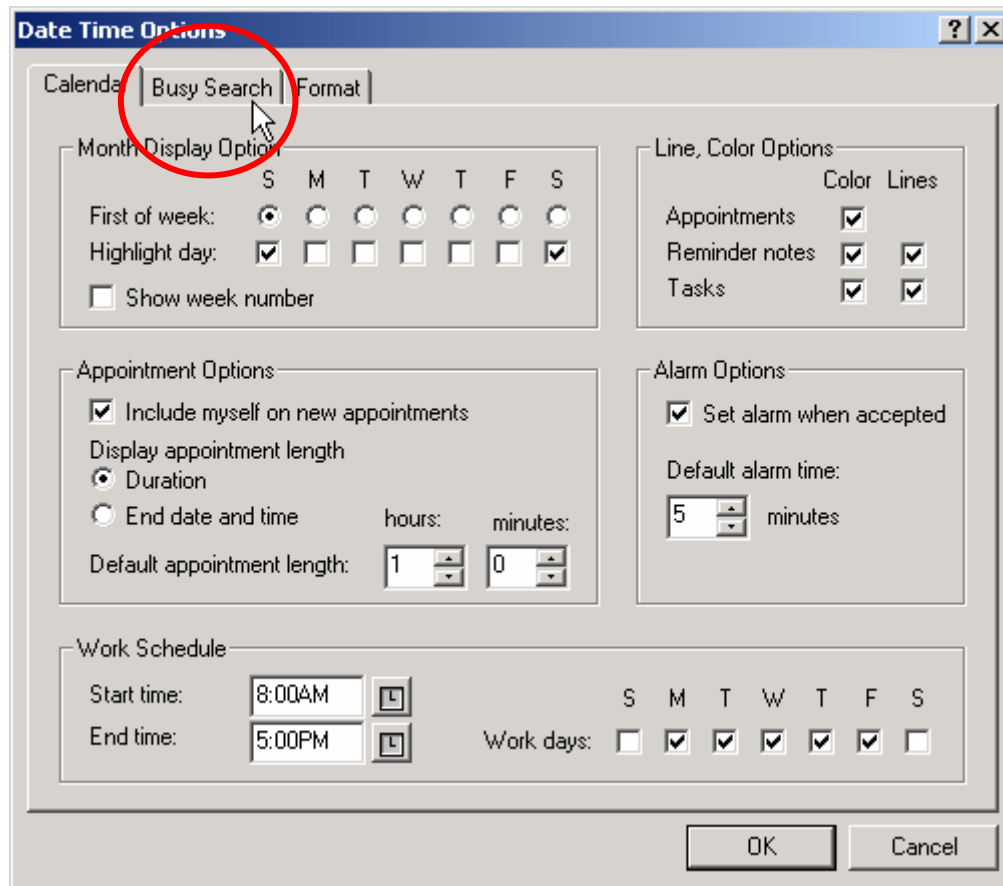 Date Time Options
Calendar Busy Search Format
Month Display Option
S M T W T F S
First of week:
Highlight day:
Show week number
Line, Color Options
Color Lines
Appointments
Reminder notes
Tasks
Appointment Options
Include myself on new appointments
Display appointment length
Duration
End date and time hours: minutes:
Default appointment length: 1 0
Alarm Options
Set alarm when accepted
Default alarm time:
5 minutes
Work Schedule
Start time: 8:00AM
End time: 5:00PM
S M T W T F S
Work days:
OK Cancel